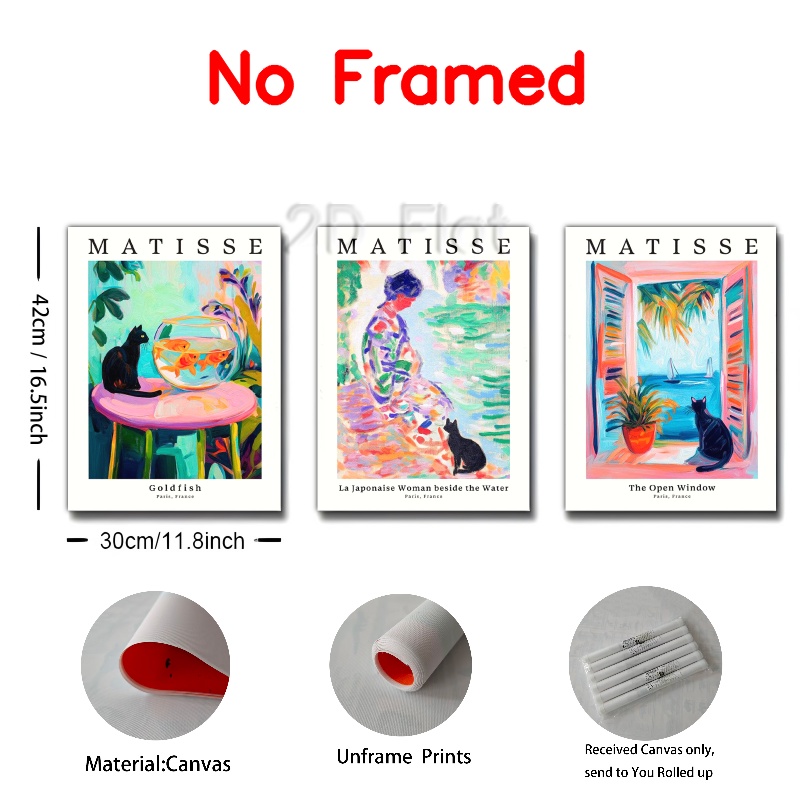 No Framed
2D Flat
MATISSE
Goldfish
Paris, France
MATISSE
La Japonaise Woman beside the Water
Paris, France
MATISSE
The Open Window
Paris, France
42cm / 16.5inch
30cm/11.8inch
Material:Canvas
Unframe Prints
Received Canvas only,
send to You Rolled up